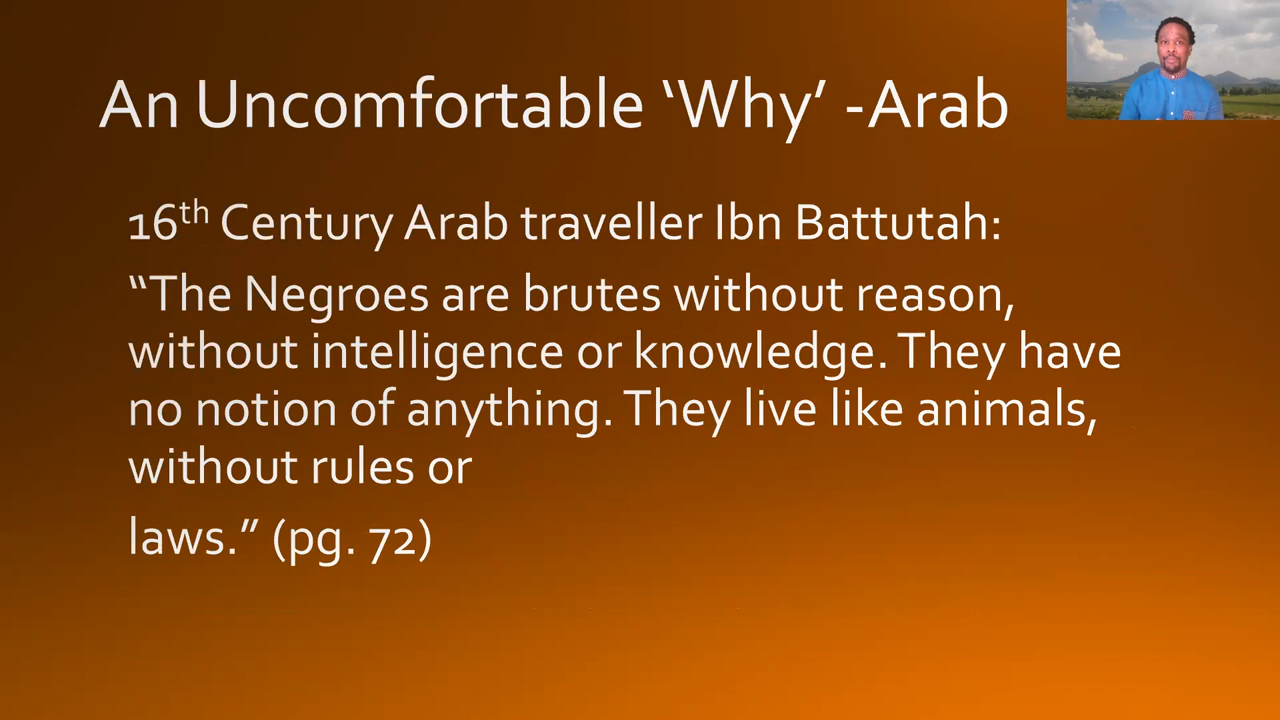 An Uncomfortable ‘Why’ -Arab
16th Century Arab traveller Ibn Battutah:
“The Negroes are brutes without reason,
without intelligence or knowledge. They have
no notion of anything. They live like animals,
without rules or
laws.” (pg. 72)